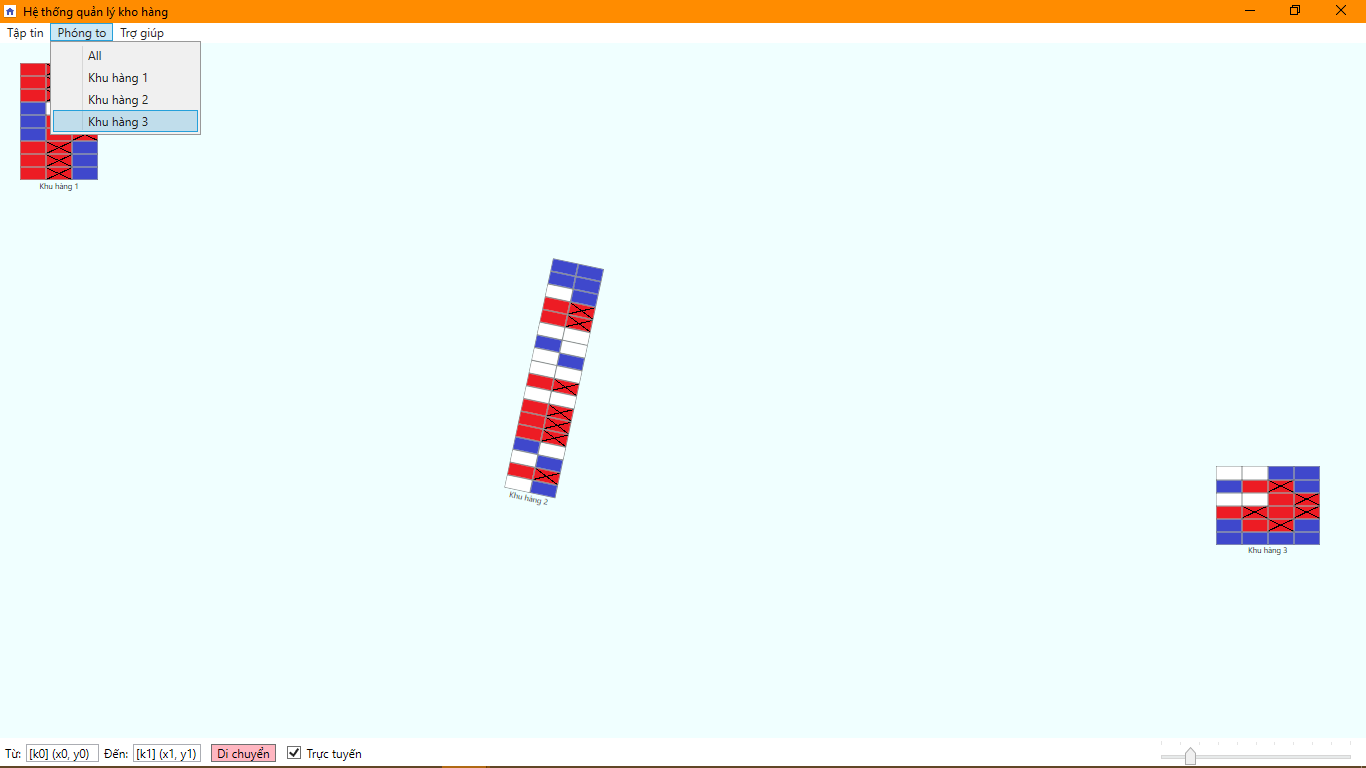 Hệ thống quản lý kho hàng
Tập tin Phóng to Trợ giúp
All
Khu hàng 1
Khu hàng 2
Khu hàng 3
Khu hàng 1
Khu hàng 2
Khu hàng 3
Từ: [k0] (x0, y0) Đến: [k1] (x1, y1) Di chuyển Trực tuyến